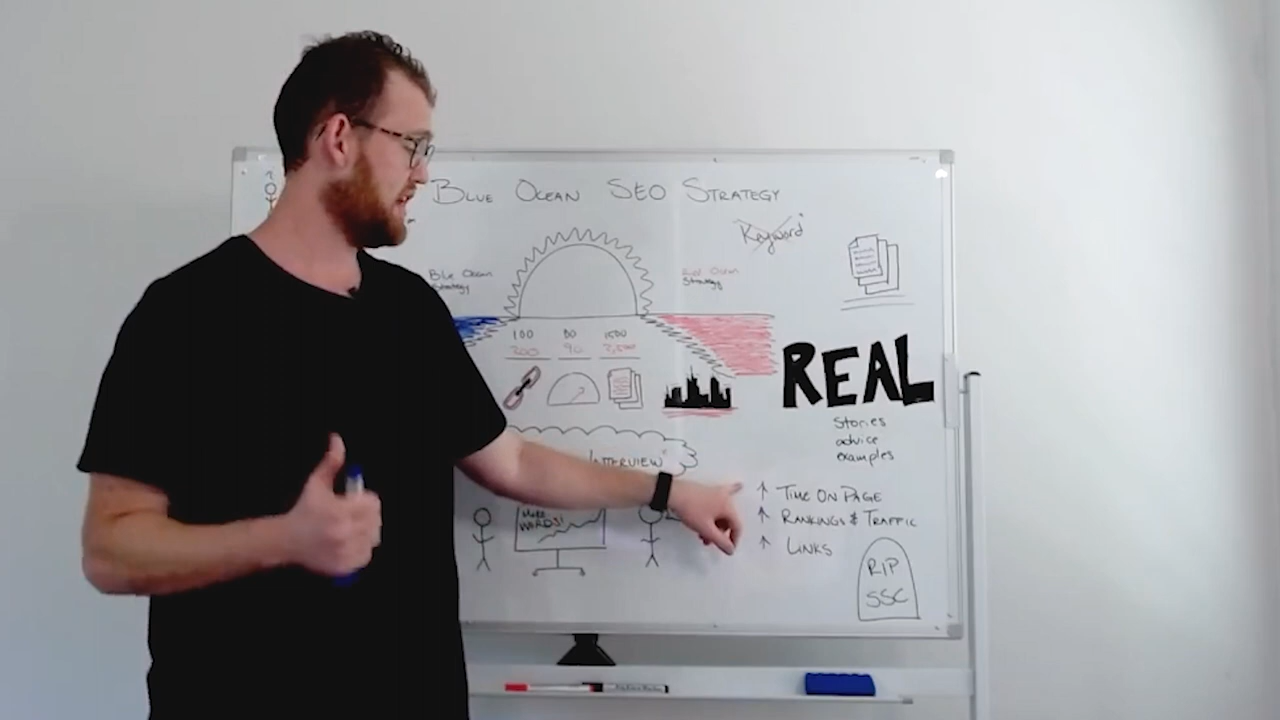 BLUE OCEAN SEO STRATEGY
Keyword"
Blue Ocean
Strategy
Red Ocean
Strategy
100 80 1500
200 90 2,500
REAL
Stories
advice
examples
INTERVIEW"
↑ TIME ON PAGE
↑ RANKINGS & TRAFFIC
↑ LINKS
MORE
WORDS!
RIP
SSC